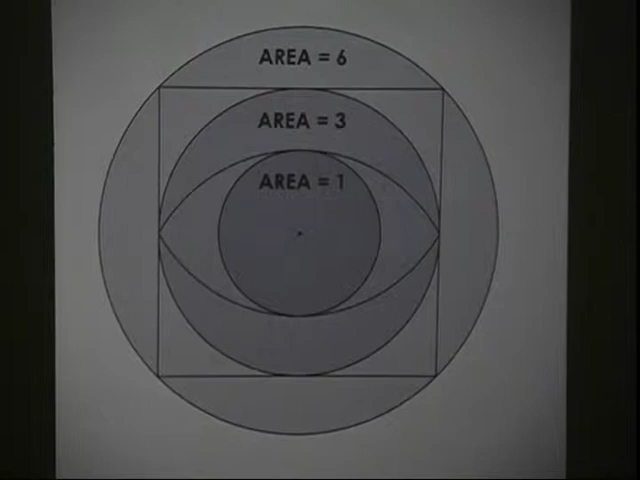 AREA = 6
AREA = 3
AREA = 1